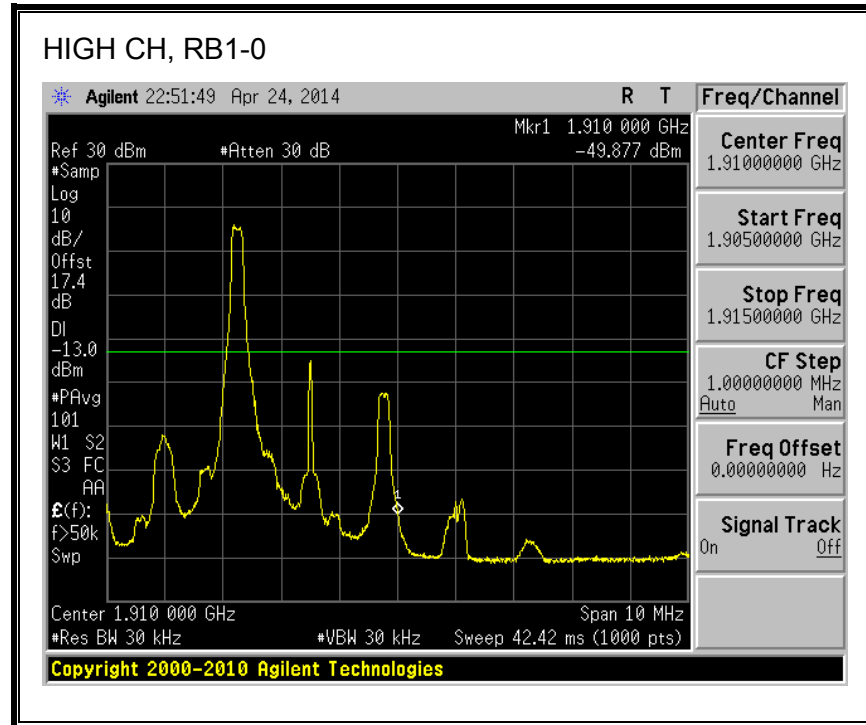 HIGH CH, RB1-0
Agilent 22:51:49 Apr 24, 2014 R T
Mkr1 1.910 000 GHz
Ref 30 dBm #Atten 30 dB -49.877 dBm
#Samp
Log
10
dB/
Offst
17.4
dB
DI
-13.0
dBm
#PAvg
101
W1 S2
S3 FC
AA
£(f):
f>50k
Swp
1
Center 1.910 000 GHz Span 10 MHz
#Res BW 30 kHz #VBW 30 kHz Sweep 42.42 ms (1000 pts)
Copyright 2000-2010 Agilent Technologies
Freq/Channel
Center Freq
1.91000000 GHz
Start Freq
1.90500000 GHz
Stop Freq
1.91500000 GHz
CF Step
1.00000000 MHz
Auto Man
Freq Offset
0.00000000 Hz
Signal Track
On Off